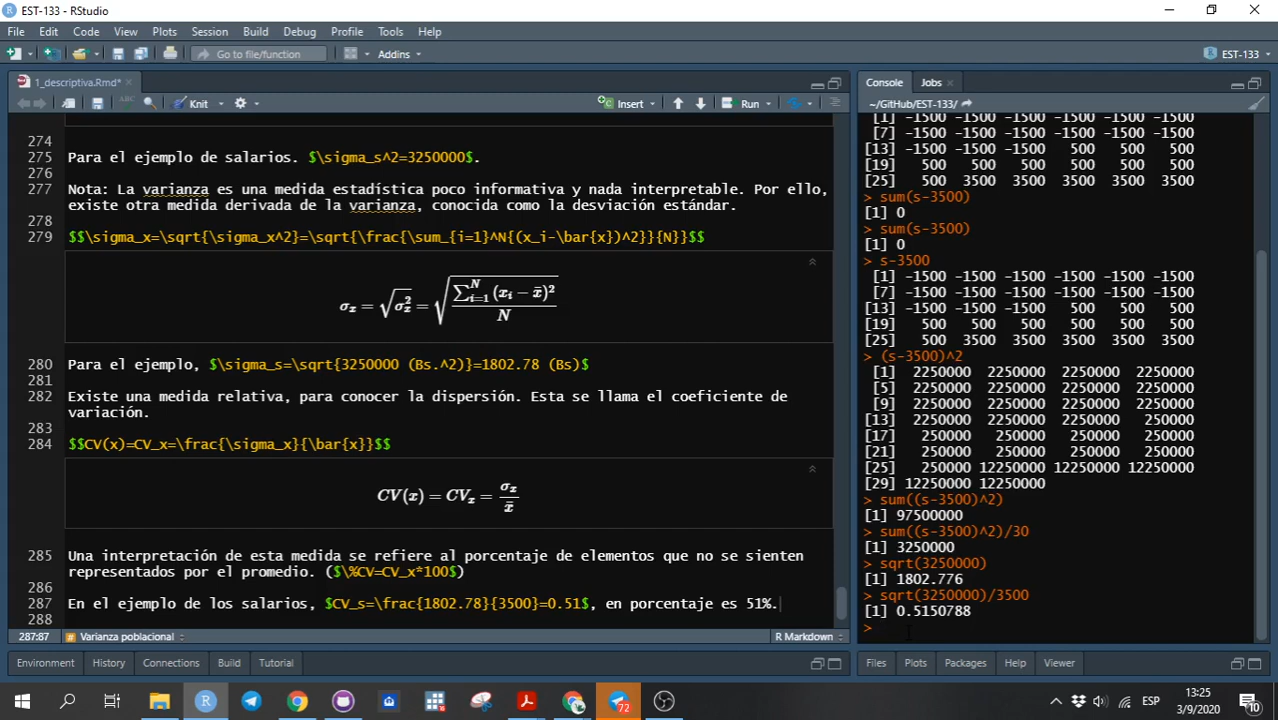 EST-133 - RStudio
File Edit Code View Plots Session Build Debug Profile Tools Help
Go to file/function Addins EST-133
1_descriptiva.Rmd*
ABC Knit Insert Run
274
275 Para el ejemplo de salarios. $\sigma_s^2=3250000$.
276
277 Nota: La varianza es una medida estadística poco informativa y nada interpretable. Por ello,
existe otra medida derivada de la varianza, conocida como la desviación estándar.
278
279 $$\sigma_x=\sqrt{\sigma_x^2}=\sqrt{\frac{\sum_{i=1}^N{(x_i-\bar{x})^2}}{N}}$$
σx = √σx² = √(∑i=1N (xi − x̄)² / N)
280 Para el ejemplo, $\sigma_s=\sqrt{3250000 (Bs.^2)}=1802.78 (Bs)$
281
282 Existe una medida relativa, para conocer la dispersión. Esta se llama el coeficiente de
variación.
283
284 $$CV(x)=CV_x=\frac{\sigma_x}{\bar{x}}$$
CV(x) = CVx = σx / x̄
285 Una interpretación de esta medida se refiere al porcentaje de elementos que no se sienten
representados por el promedio. ($\%CV=CV_x*100$)
286
287 En el ejemplo de los salarios, $CV_s=\frac{1802.78}{3500}=0.51$, en porcentaje es 51%.
288
287:87 Varianza poblacional R Markdown
Environment History Connections Build Tutorial
Console Jobs
~/GitHub/EST-133/
[1] -1500 -1500 -1500 -1500 -1500 -1500
[7] -1500 -1500 -1500 -1500 -1500 -1500
[13] -1500 -1500 -1500 500 500 500
[19] 500 500 500 500 500 500
[25] 500 3500 3500 3500 3500 3500
> sum(s-3500)
[1] 0
> sum(s-3500)
[1] 0
> s-3500
[1] -1500 -1500 -1500 -1500 -1500 -1500
[7] -1500 -1500 -1500 -1500 -1500 -1500
[13] -1500 -1500 -1500 500 500 500
[19] 500 500 500 500 500 500
[25] 500 3500 3500 3500 3500 3500
> (s-3500)^2
[1] 2250000 2250000 2250000 2250000
[5] 2250000 2250000 2250000 2250000
[9] 2250000 2250000 2250000 2250000
[13] 2250000 2250000 2250000 250000
[17] 250000 250000 250000 250000
[21] 250000 250000 250000 250000
[25] 250000 12250000 12250000 12250000
[29] 12250000 12250000
> sum((s-3500)^2)
[1] 97500000
> sum((s-3500)^2)/30
[1] 3250000
> sqrt(3250000)
[1] 1802.776
> sqrt(3250000)/3500
[1] 0.5150788
>
Files Plots Packages Help Viewer
72 ESP 13:25
3/9/2020 10